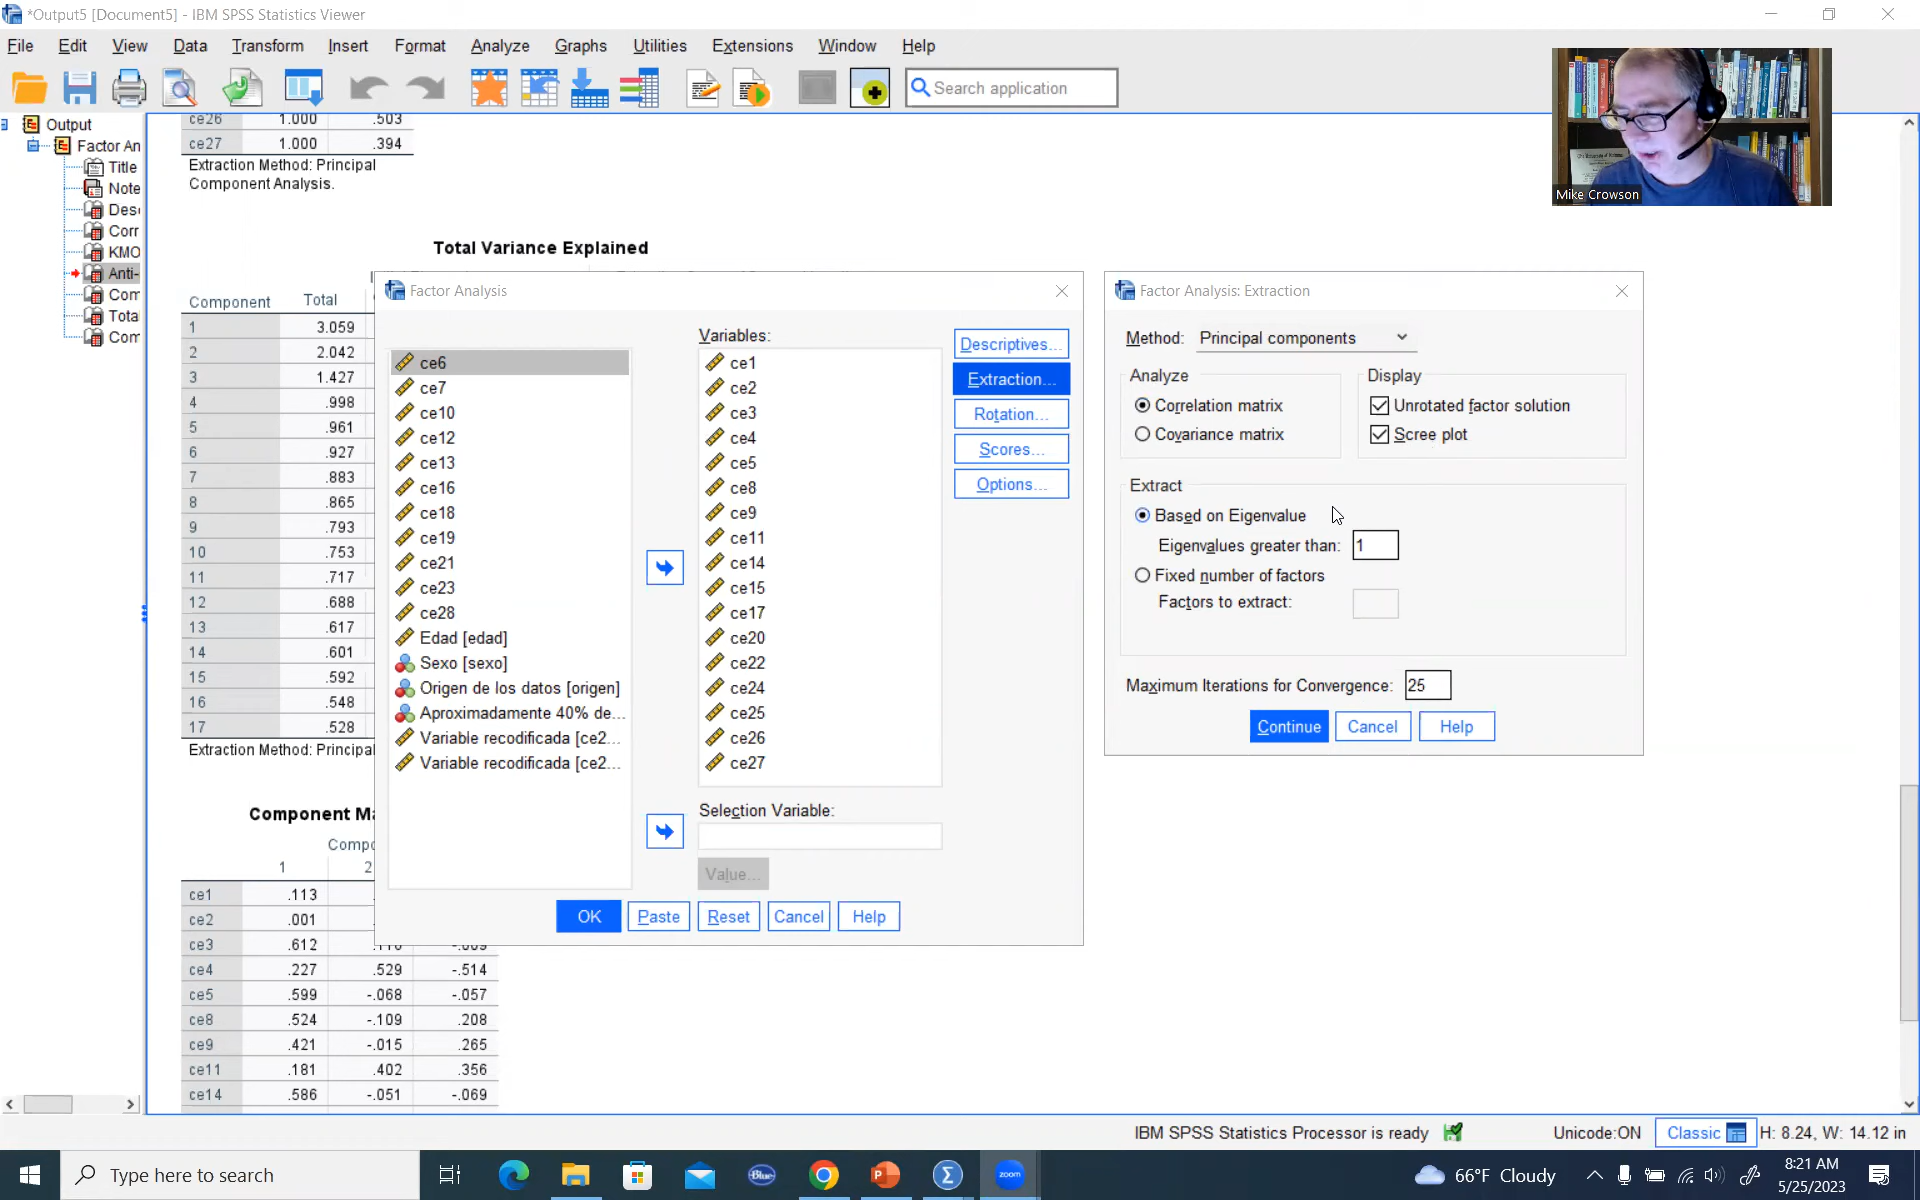 *Output5 [Document5] - IBM SPSS Statistics Viewer
File Edit View Data Transform Insert Format Analyze Graphs Utilities Extensions Window Help
Search application
Mike Crowson
Output
Factor An
Title
Note
Des
Corr
KMO
Anti-
Com
Tota
Com
ce26 1.000 .503
ce27 1.000 .394
Extraction Method: Principal
Component Analysis.
Total Variance Explained
Component Total
1 3.059
2 2.042
3 1.427
4 .998
5 .961
6 .927
7 .883
8 .865
9 .793
10 .753
11 .717
12 .688
13 .617
14 .601
15 .592
16 .548
17 .528
Extraction Method: Principal
Component Ma
Compo
1 2
ce1 .113
ce2 .001
ce3 .612
ce4 .227 .529 -.514
ce5 .599 -.068 -.057
ce8 .524 -.109 .208
ce9 .421 -.015 .265
ce11 .181 .402 .356
ce14 .586 -.051 -.069
Factor Analysis
ce6
ce7
ce10
ce12
ce13
ce16
ce18
ce19
ce21
ce23
ce28
Edad [edad]
Sexo [sexo]
Origen de los datos [origen]
Aproximadamente 40% de...
Variable recodificada [ce2...
Variable recodificada [ce2...
Variables:
ce1
ce2
ce3
ce4
ce5
ce8
ce9
ce11
ce14
ce15
ce17
ce20
ce22
ce24
ce25
ce26
ce27
Selection Variable:
Value...
Descriptives...
Extraction...
Rotation...
Scores...
Options...
OK Paste Reset Cancel Help
Factor Analysis: Extraction
Method: Principal components
Analyze
Correlation matrix
Covariance matrix
Display
Unrotated factor solution
Scree plot
Extract
Based on Eigenvalue
Eigenvalues greater than: 1
Fixed number of factors
Factors to extract:
Maximum Iterations for Convergence: 25
Continue Cancel Help
IBM SPSS Statistics Processor is ready Unicode:ON Classic H: 8.24, W: 14.12 in
Type here to search
Blue
zoom
66°F Cloudy
8:21 AM
5/25/2023